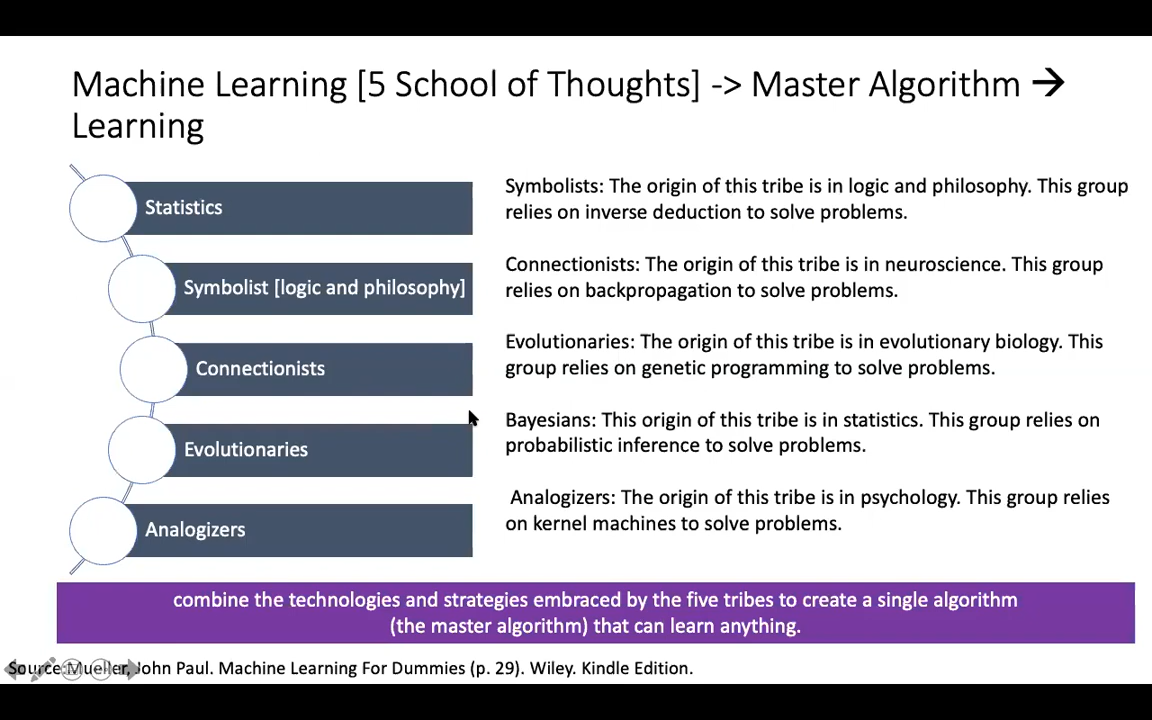 Machine Learning [5 School of Thoughts] -> Master Algorithm →
Learning
Statistics
Symbolist [logic and philosophy]
Connectionists
Evolutionaries
Analogizers
Symbolists: The origin of this tribe is in logic and philosophy. This group
relies on inverse deduction to solve problems.
Connectionists: The origin of this tribe is in neuroscience. This group
relies on backpropagation to solve problems.
Evolutionaries: The origin of this tribe is in evolutionary biology. This
group relies on genetic programming to solve problems.
Bayesians: This origin of this tribe is in statistics. This group relies on
probabilistic inference to solve problems.
Analogizers: The origin of this tribe is in psychology. This group relies
on kernel machines to solve problems.
combine the technologies and strategies embraced by the five tribes to create a single algorithm
(the master algorithm) that can learn anything.
Source:Mueller, John Paul. Machine Learning For Dummies (p. 29). Wiley. Kindle Edition.